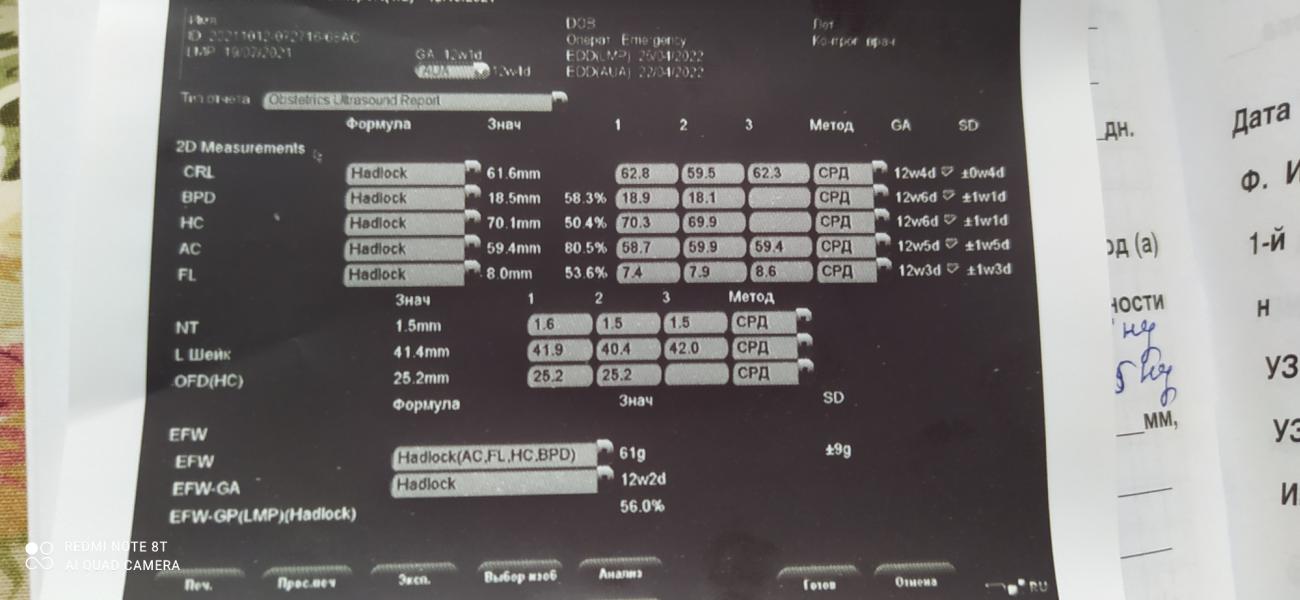 ID 20211012-072716-68AC
LMP 19/07/2021
GA 12w1d
AUA 12w4d
DOB
Операт. Emergency
EDD(LMP) 25/04/2022
EDD(AUA) 22/04/2022
Лет
Контрол врач
Тип отчета Obstetrics Ultrasound Report
Формула Знач 1 2 3 Метод GA SD
2D Measurements
CRL Hadlock 61.6mm 62.8 59.5 62.3 СРД 12w4d ±0w4d
BPD Hadlock 18.5mm 58.3% 18.9 18.1 СРД 12w6d ±1w1d
HC Hadlock 70.1mm 50.4% 70.3 69.9 СРД 12w6d ±1w1d
AC Hadlock 59.4mm 80.5% 58.7 59.9 59.4 СРД 12w5d ±1w5d
FL Hadlock 8.0mm 53.6% 7.4 7.9 8.6 СРД 12w3d ±1w3d
Знач 1 2 3 Метод
NT 1.5mm 1.6 1.5 1.5 СРД
L Шейк 41.4mm 41.9 40.4 42.0 СРД
OFD(HC) 25.2mm 25.2 25.2 СРД
Формула Знач SD
EFW
EFW Hadlock(AC,FL,HC,BPD) 61g ±9g
EFW-GA Hadlock 12w2d
EFW-GP(LMP)(Hadlock) 56.0%
Печ. Прос.печ Эксп. Выбор изоб Анализ Готов Отмена RU
REDMI NOTE 8T
AI QUAD CAMERA
дн.
мм,
Дата
Ф. И
1-й
н
УЗ
УЗ